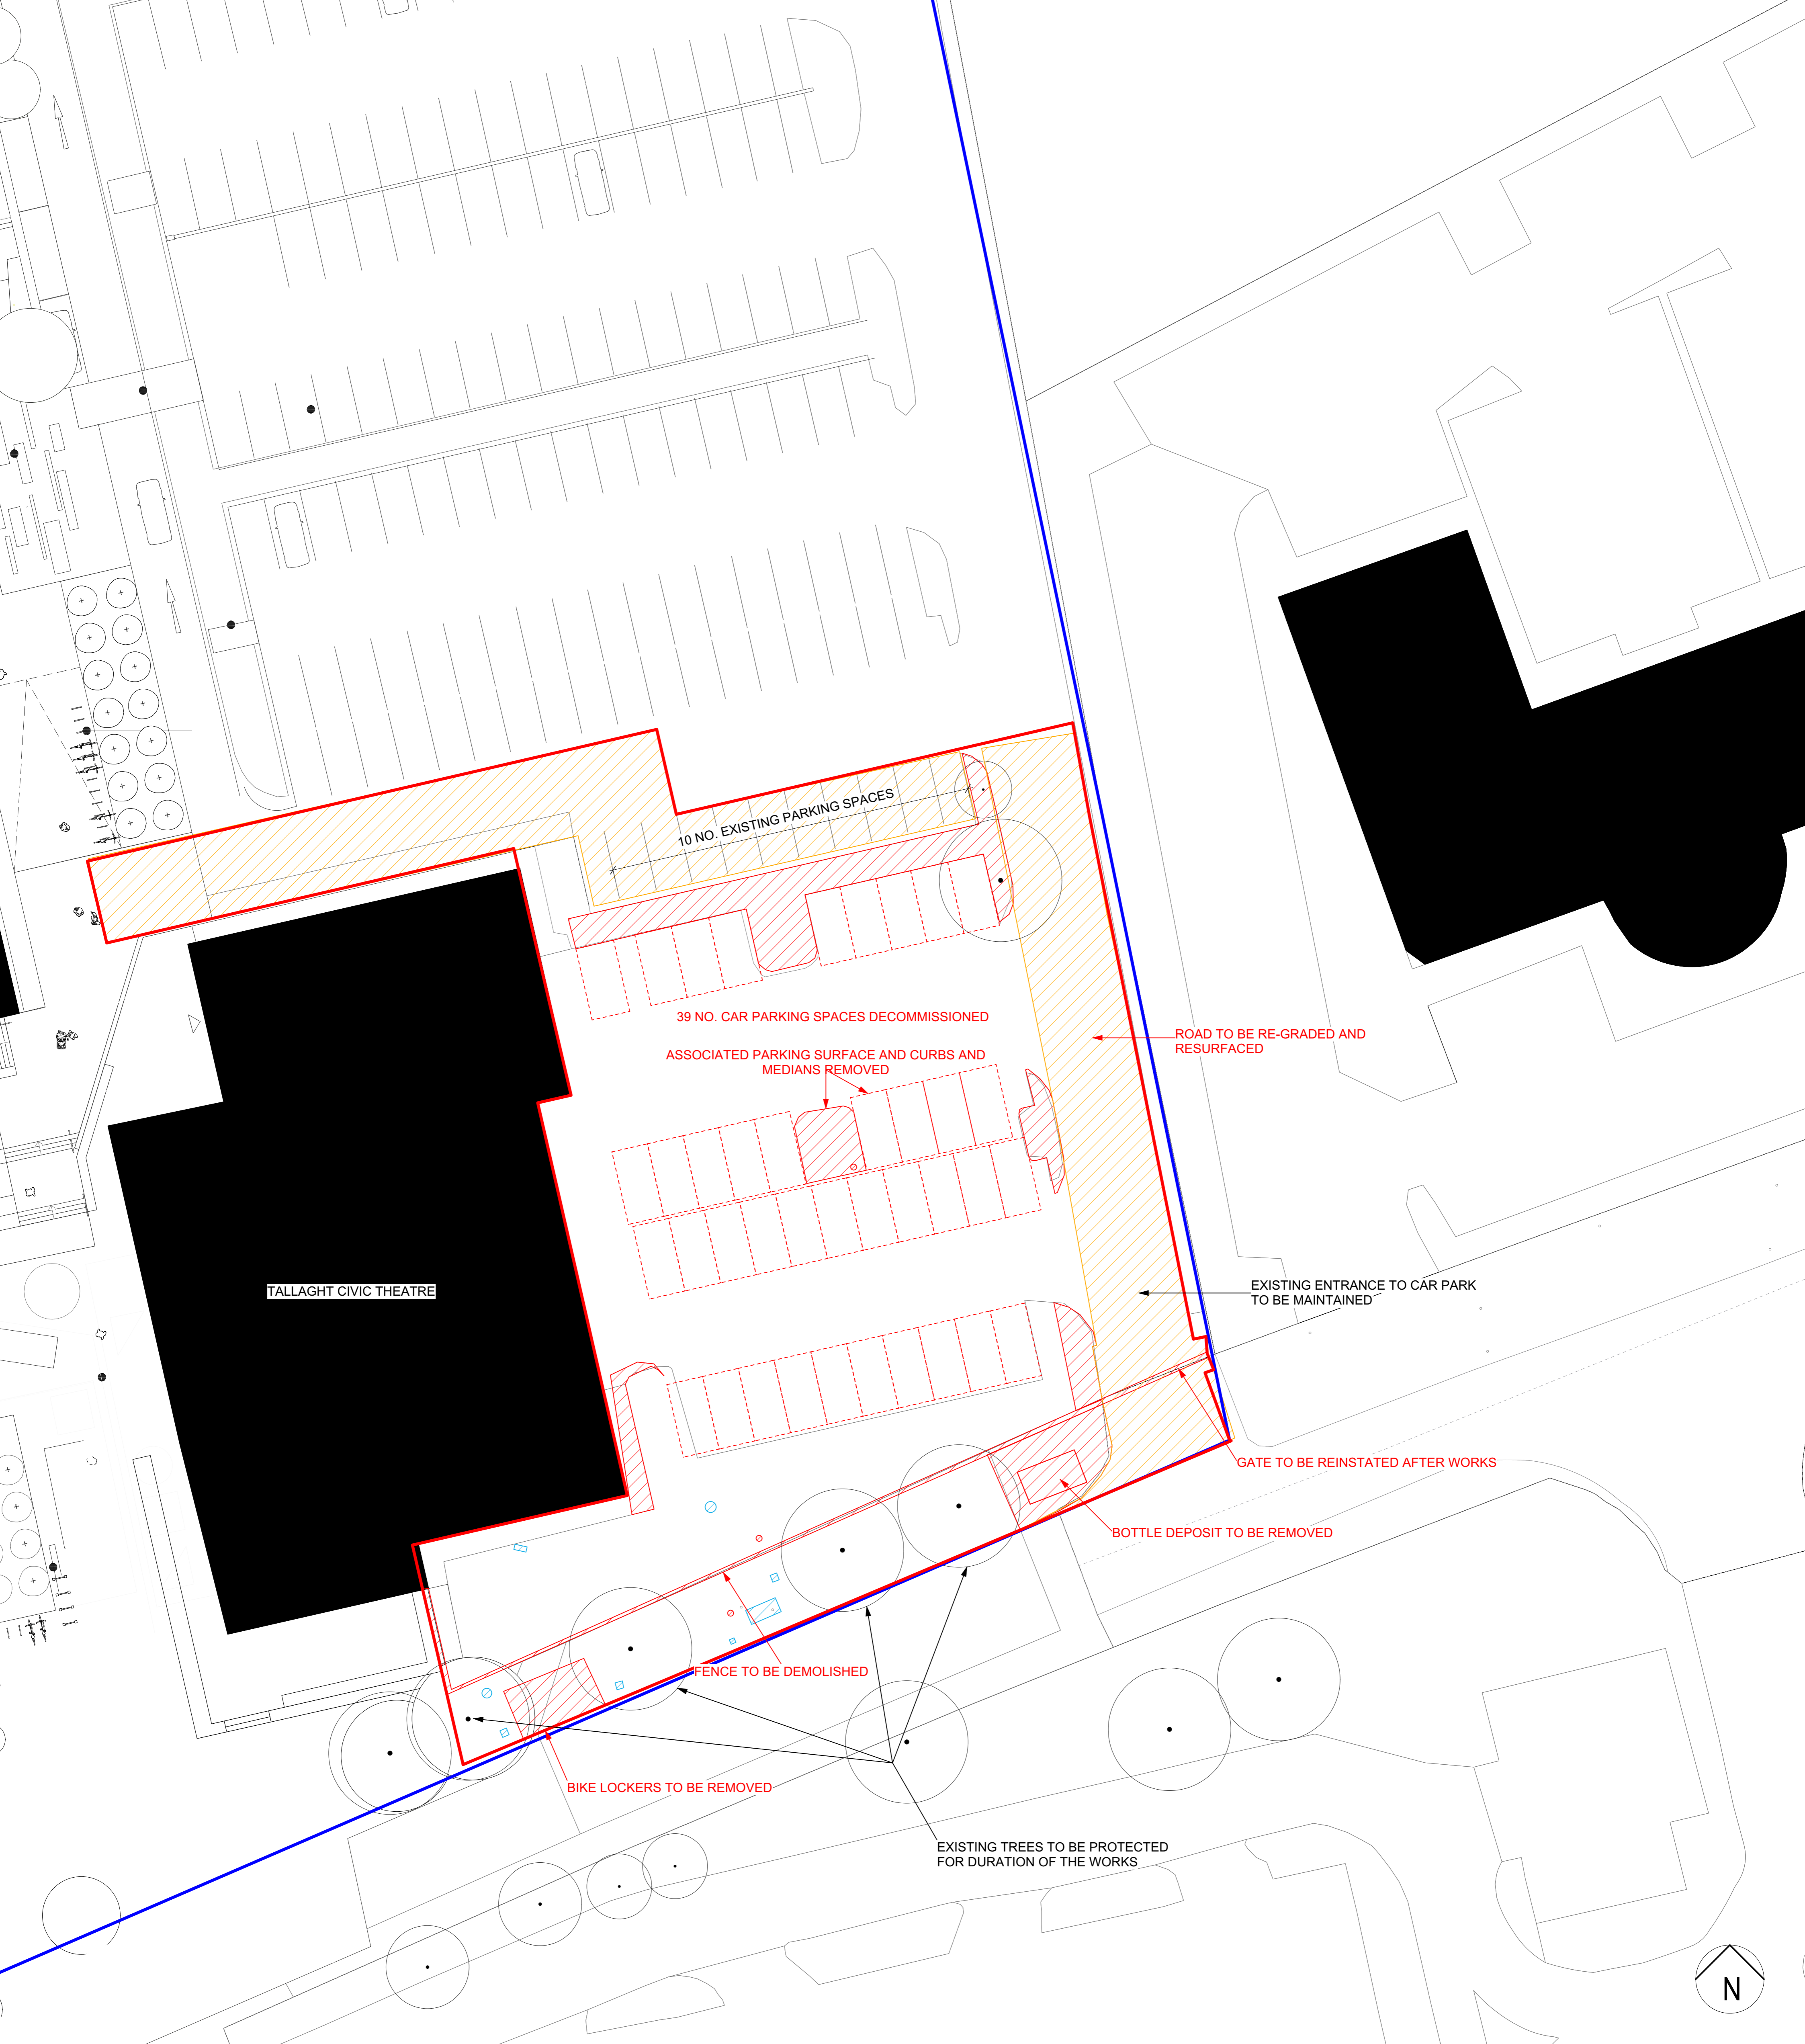 10 NO. EXISTING PARKING SPACES
39 NO. CAR PARKING SPACES DECOMMISSIONED
ASSOCIATED PARKING SURFACE AND CURBS AND
MEDIANS REMOVED
ROAD TO BE RE-GRADED AND
RESURFACED
TALLAGHT CIVIC THEATRE
EXISTING ENTRANCE TO CAR PARK
TO BE MAINTAINED
GATE TO BE REINSTATED AFTER WORKS
BOTTLE DEPOSIT TO BE REMOVED
FENCE TO BE DEMOLISHED
BIKE LOCKERS TO BE REMOVED
EXISTING TREES TO BE PROTECTED
FOR DURATION OF THE WORKS
N